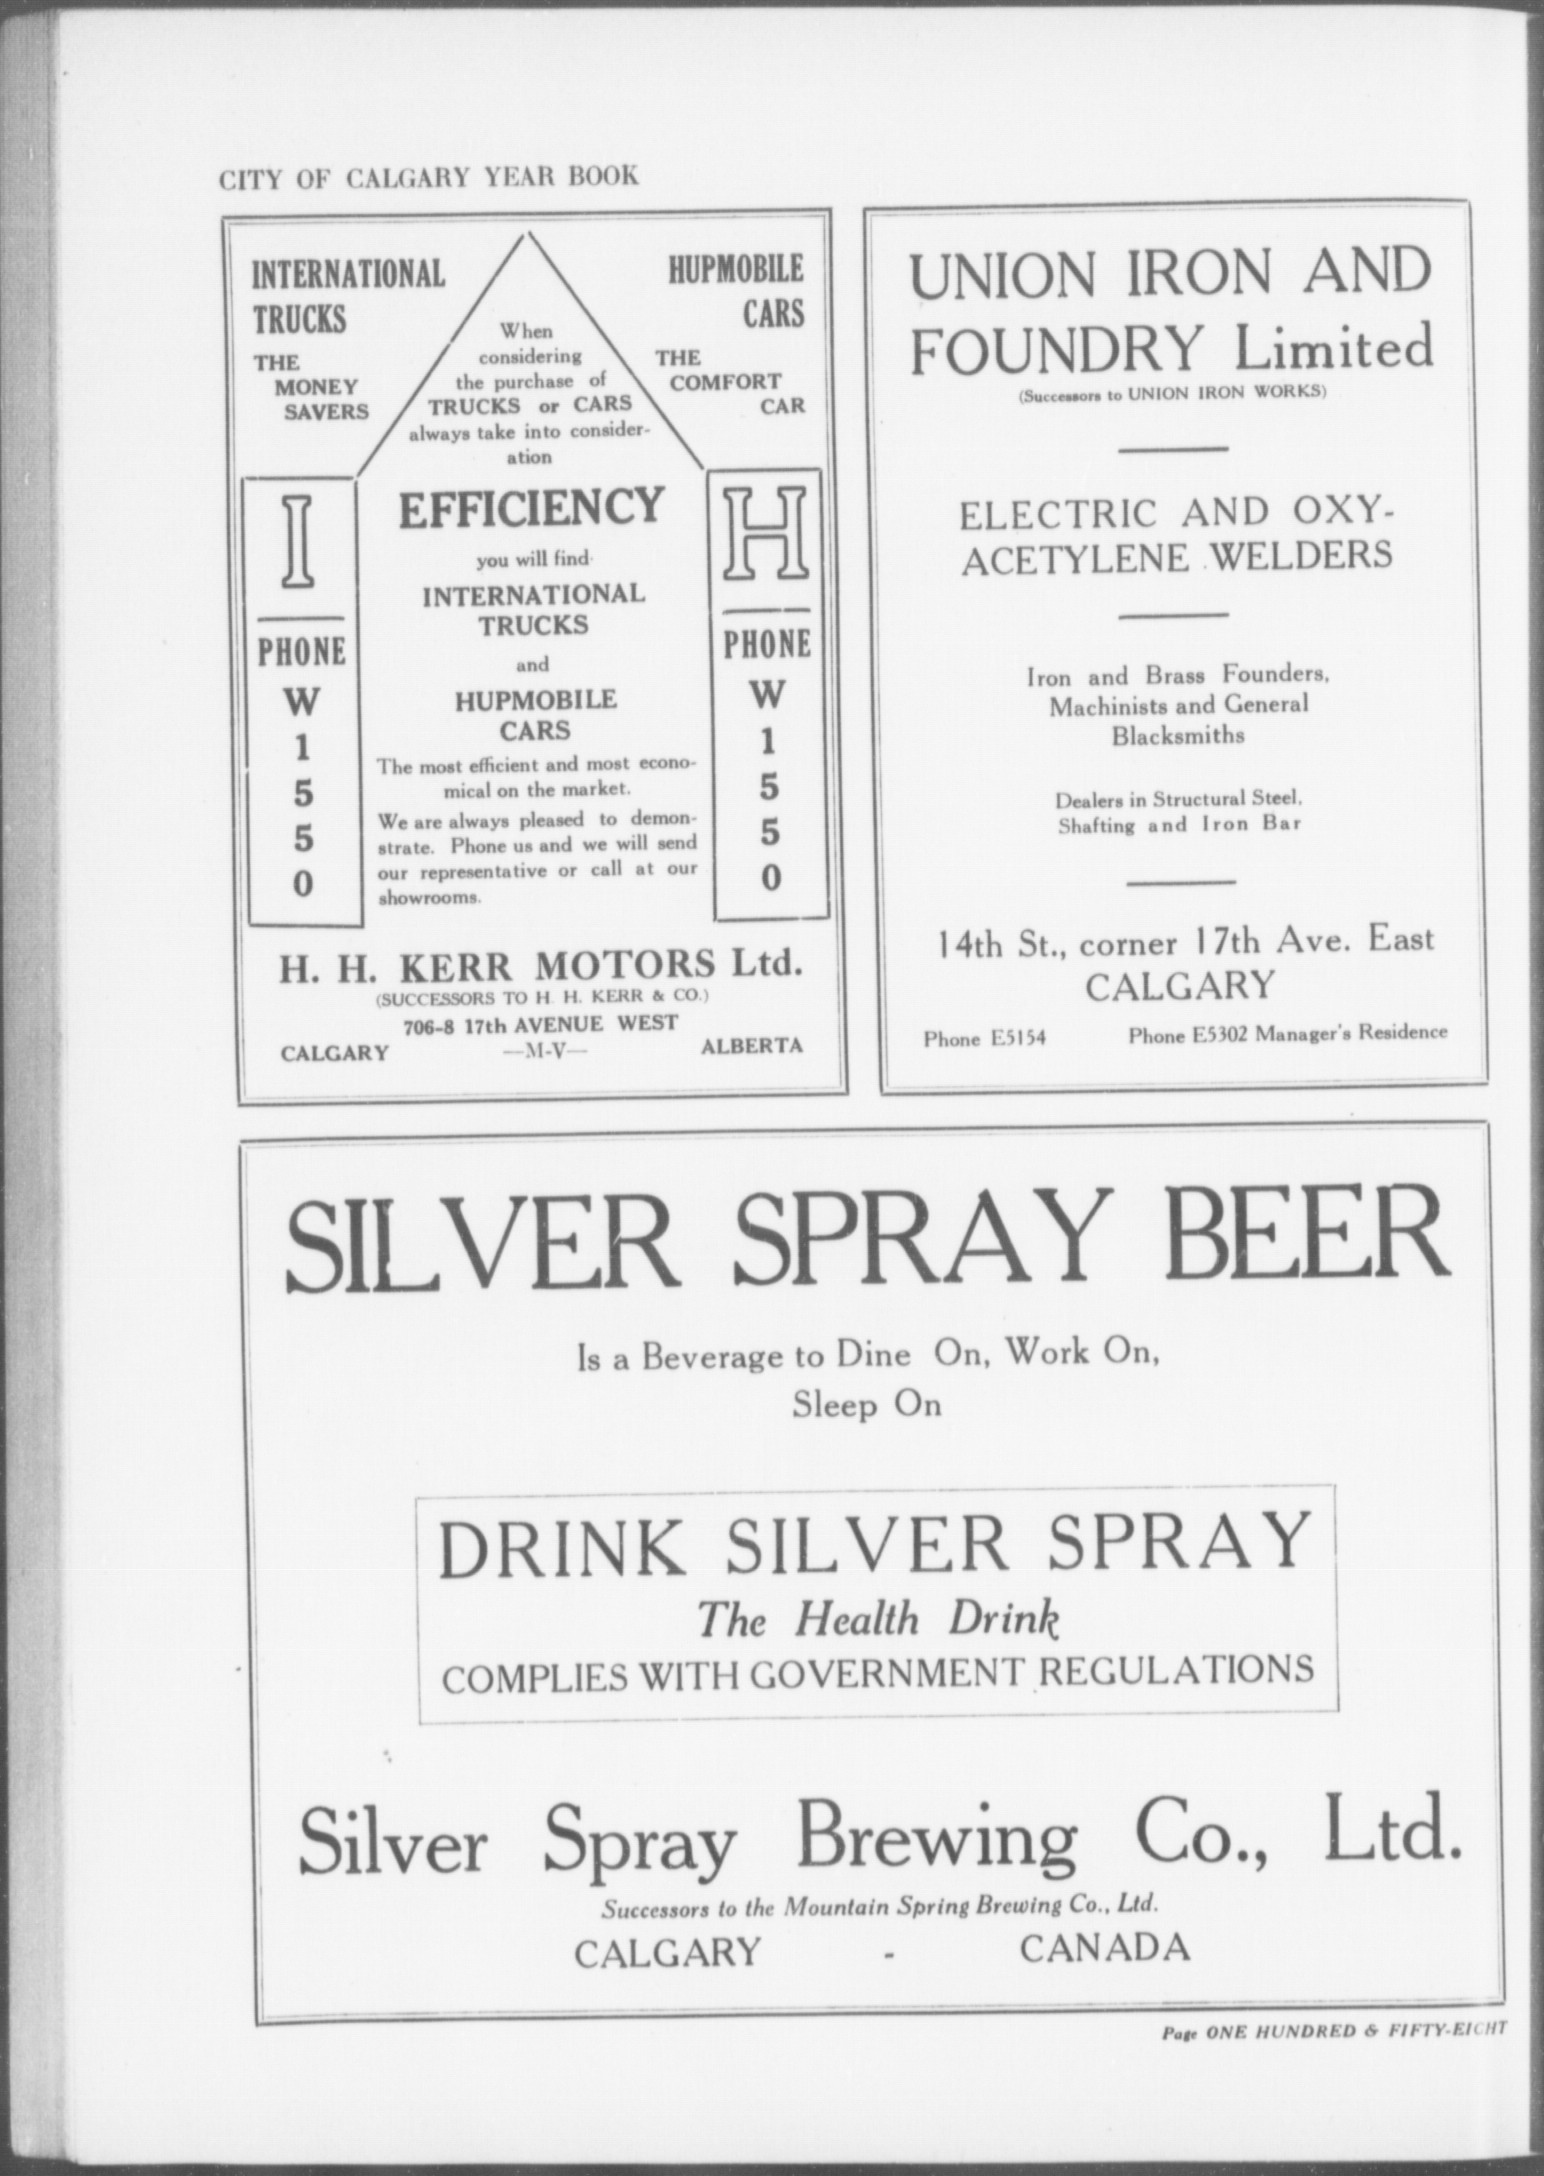 CITY OF CALGARY YEAR BOOK
INTERNATIONAL
TRUCKS
THE
MONEY
SAVERS
HUPMOBILE
CARS
THE
COMFORT
CAR
When
considering
the purchase of
TRUCKS or CARS
always take into consider-
ation
EFFICIENCY
you will find
INTERNATIONAL
TRUCKS
and
HUPMOBILE
CARS
The most efficient and most econo-
mical on the market.
We are always pleased to demon-
strate. Phone us and we will send
our representative or call at our
showrooms.
I
PHONE
W
1
5
5
0
H
PHONE
W
1
5
5
0
H. H. KERR MOTORS Ltd.
(SUCCESSORS TO H. H. KERR & CO.)
706-8 17th AVENUE WEST
CALGARY —M-V— ALBERTA
UNION IRON AND
FOUNDRY Limited
(Successors to UNION IRON WORKS)
ELECTRIC AND OXY-
ACETYLENE WELDERS
Iron and Brass Founders,
Machinists and General
Blacksmiths
Dealers in Structural Steel,
Shafting and Iron Bar
14th St., corner 17th Ave. East
CALGARY
Phone E5154 Phone E5302 Manager's Residence
SILVER SPRAY BEER
Is a Beverage to Dine On, Work On,
Sleep On
DRINK SILVER SPRAY
The Health Drink
COMPLIES WITH GOVERNMENT REGULATIONS
Silver Spray Brewing Co., Ltd.
Successors to the Mountain Spring Brewing Co., Ltd.
CALGARY - CANADA
Page ONE HUNDRED & FIFTY-EIGHT